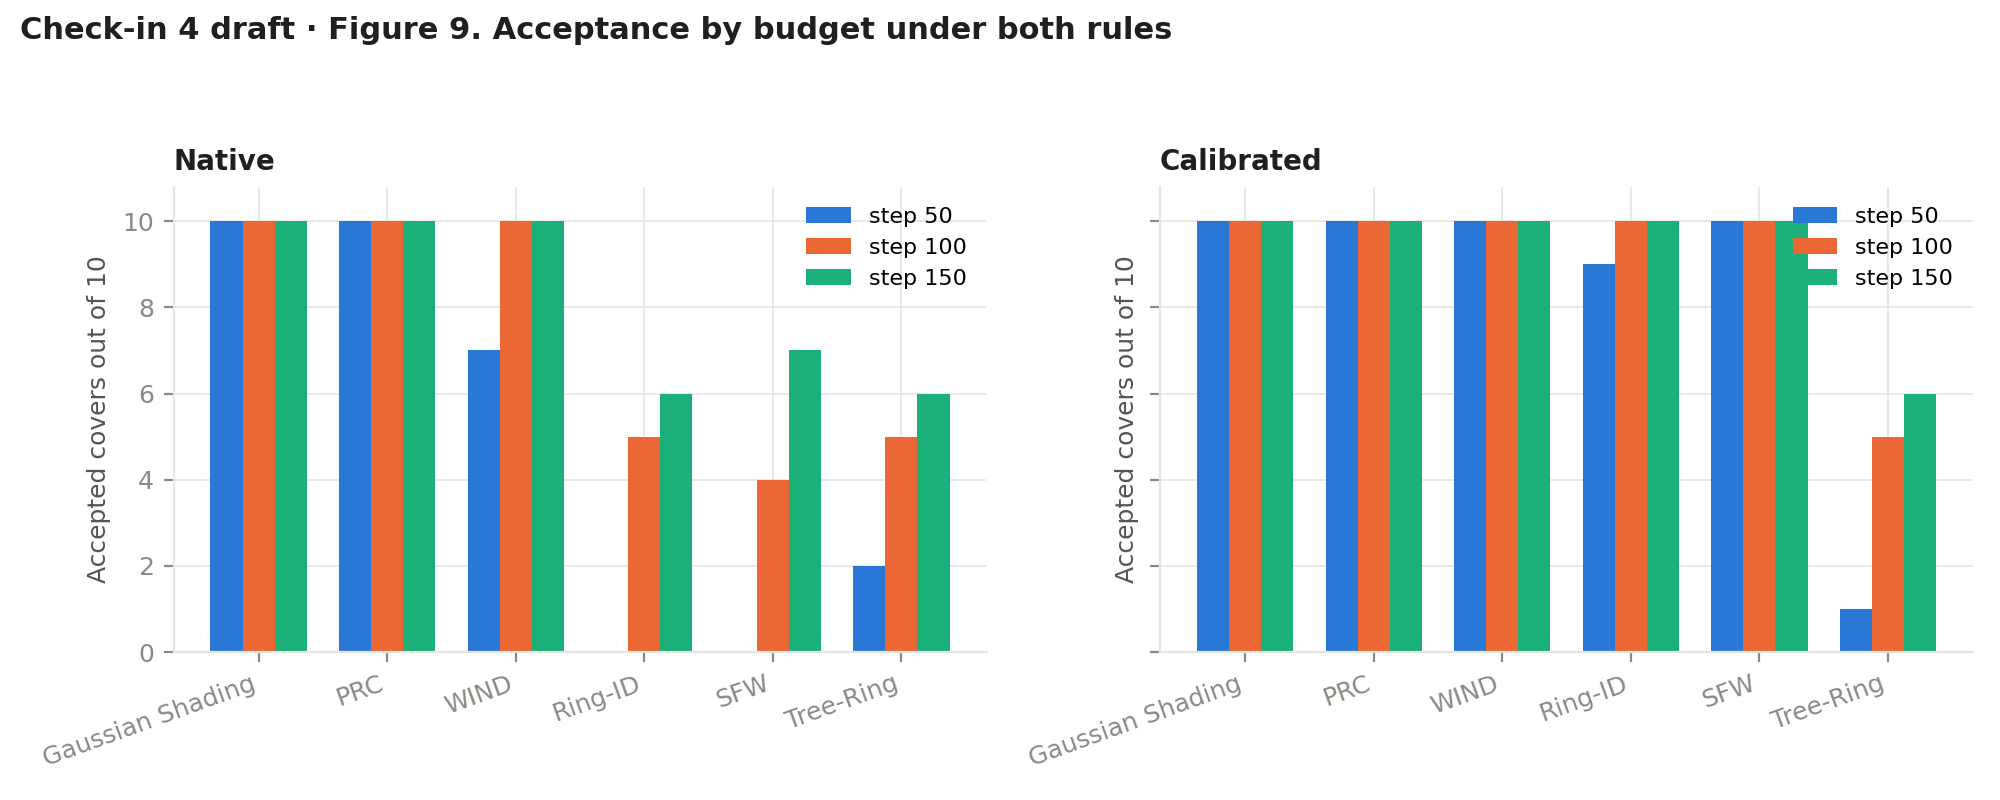 Check-in 4 draft · Figure 9. Acceptance by budget under both rules
Native
Accepted covers out of 10
10
8
6
4
2
0
step 50
step 100
step 150
Gaussian Shading
PRC
WIND
Ring-ID
SFW
Tree-Ring
Calibrated
Accepted covers out of 10
step 50
step 100
step 150
Gaussian Shading
PRC
WIND
Ring-ID
SFW
Tree-Ring